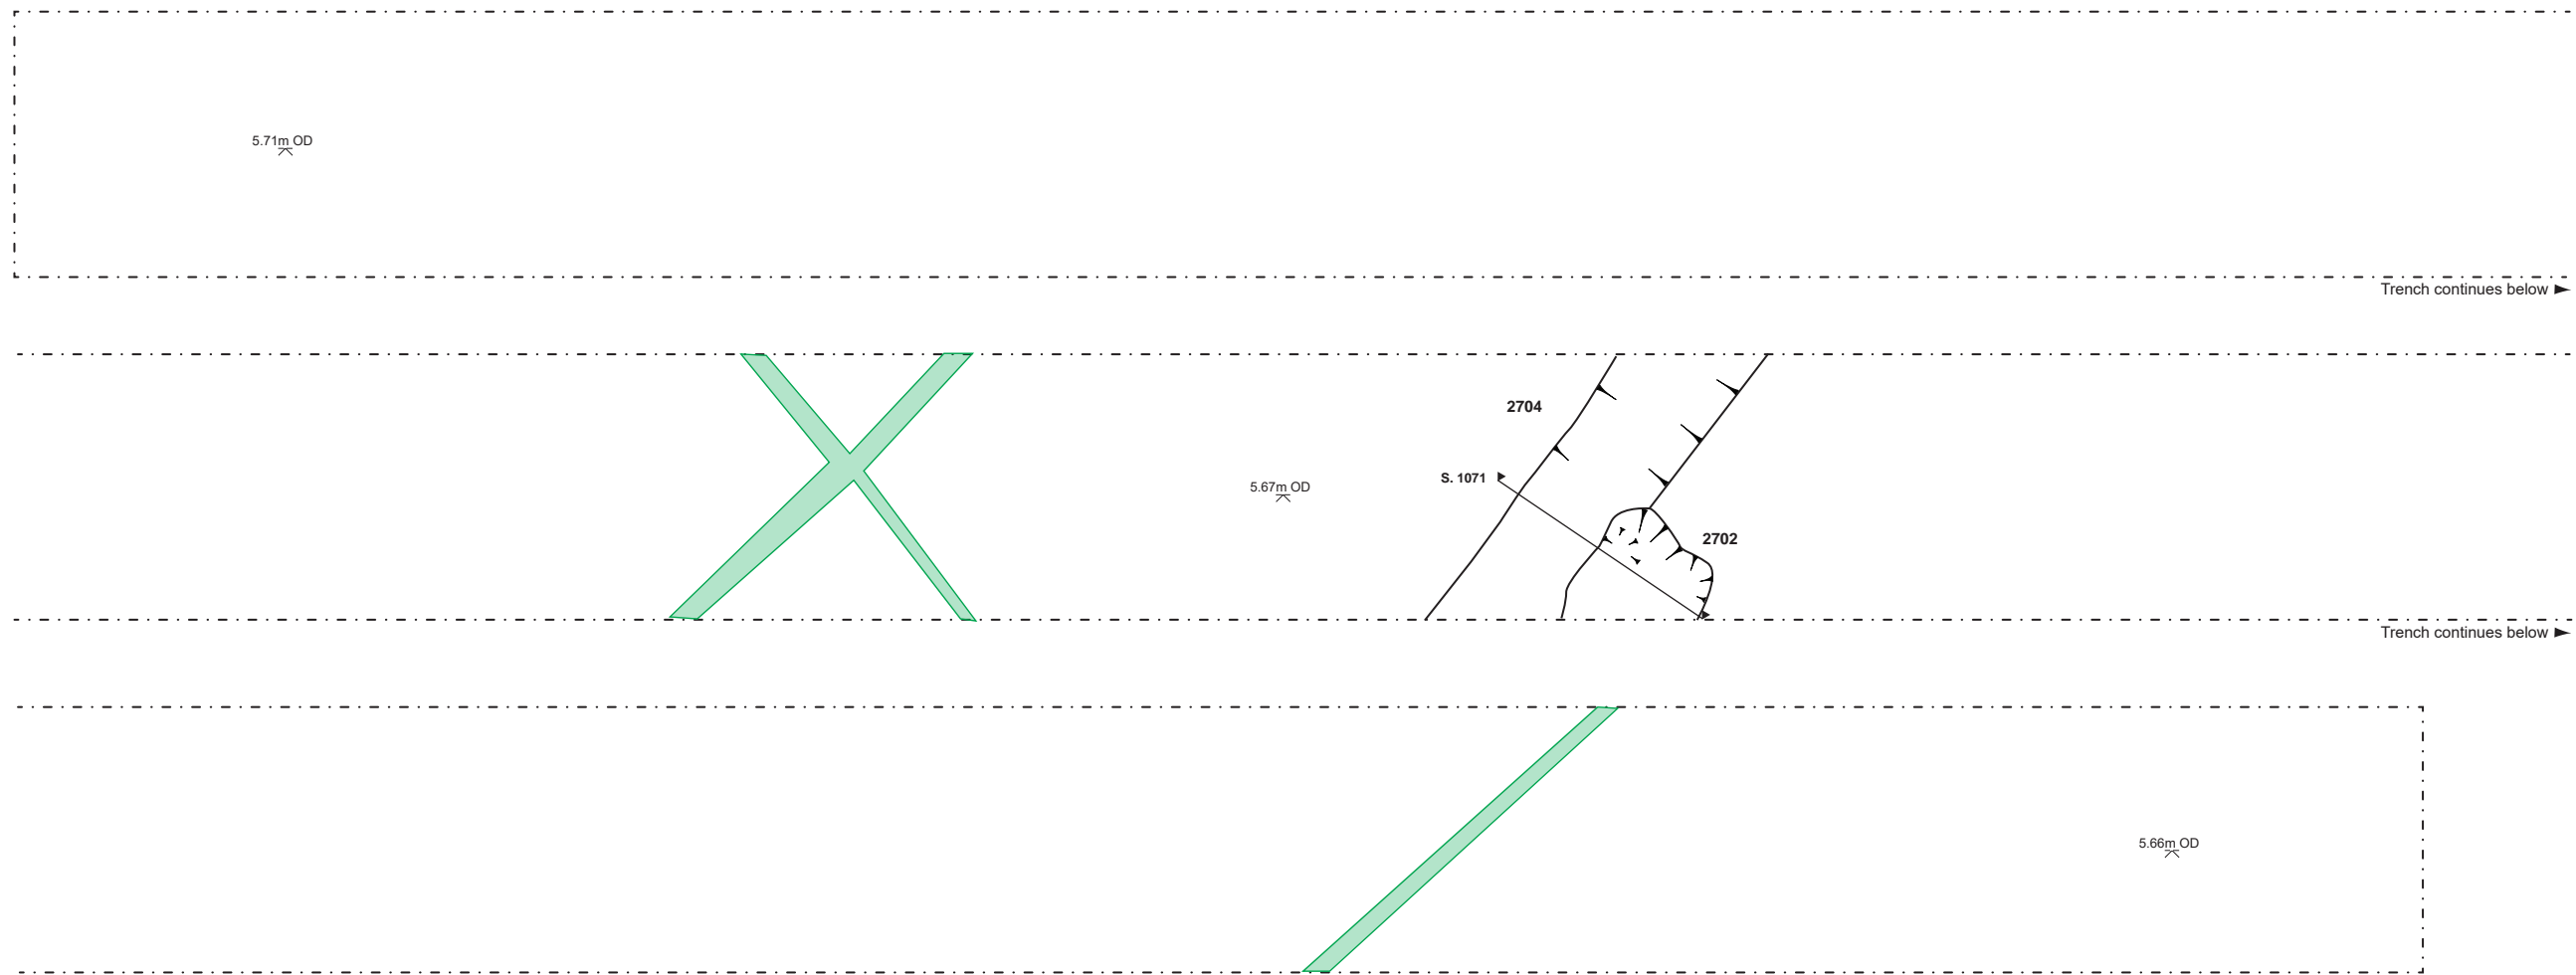 5.71m OD
Trench continues below
2704
S. 1071
5.67m OD
2702
Trench continues below
5.66m OD